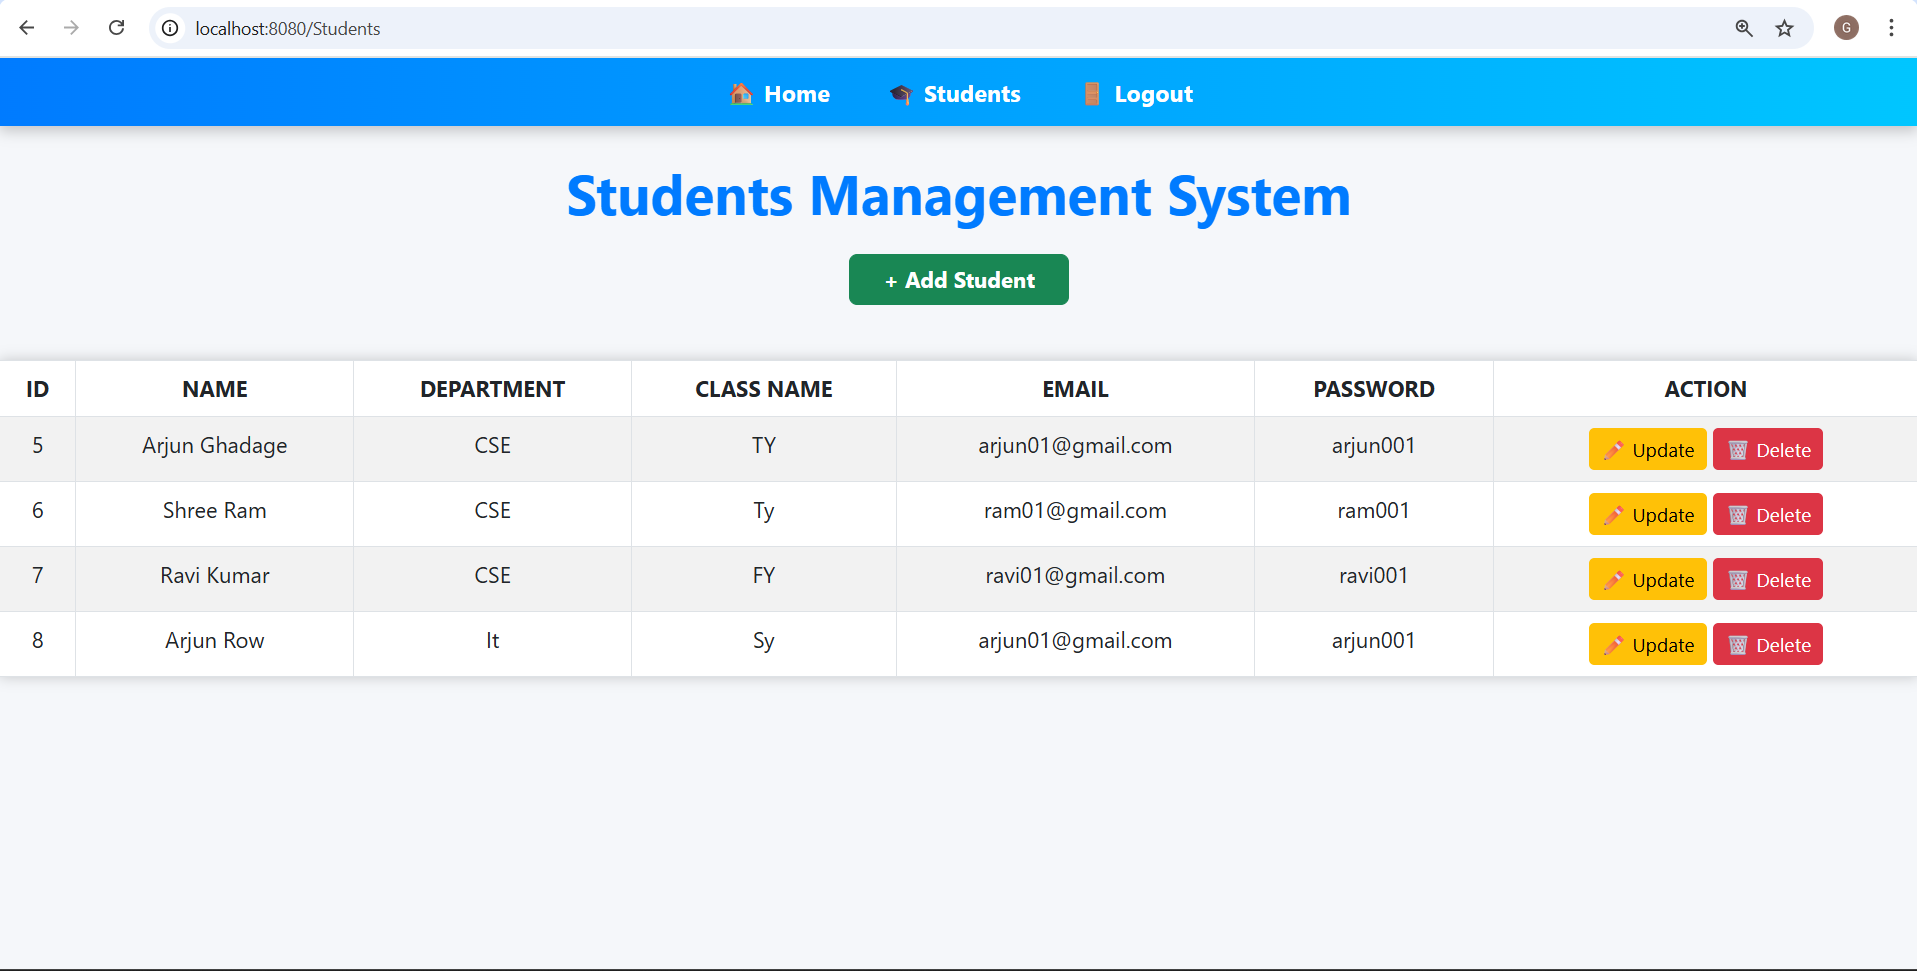 localhost:8080/Students
G
Home Students Logout
Students Management System
+ Add Student
ID NAME DEPARTMENT CLASS NAME EMAIL PASSWORD ACTION
5 Arjun Ghadage CSE TY arjun01@gmail.com arjun001 Update Delete
6 Shree Ram CSE Ty ram01@gmail.com ram001 Update Delete
7 Ravi Kumar CSE FY ravi01@gmail.com ravi001 Update Delete
8 Arjun Row It Sy arjun01@gmail.com arjun001 Update Delete